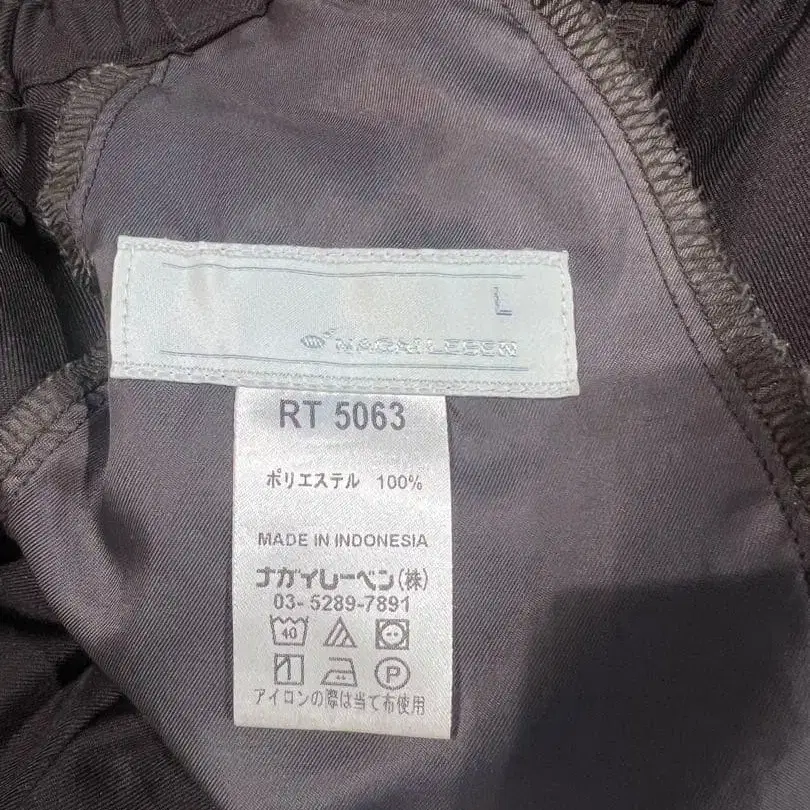 L
NAGAILEBEN
RT 5063
ポリエステル 100%
MADE IN INDONESIA
ナガイレーベン(株)
03-5289-7891
40
P
アイロンの際は当て布使用